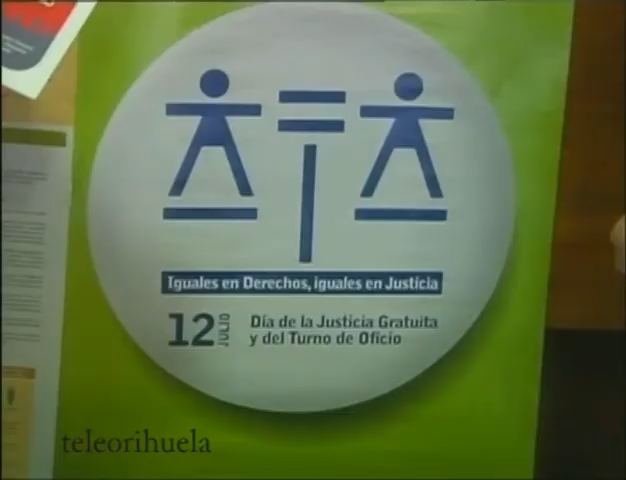 Iguales en Derechos, iguales en Justicia
12 JULIO
Día de la Justicia Gratuita
y del Turno de Oficio
teleorihuela